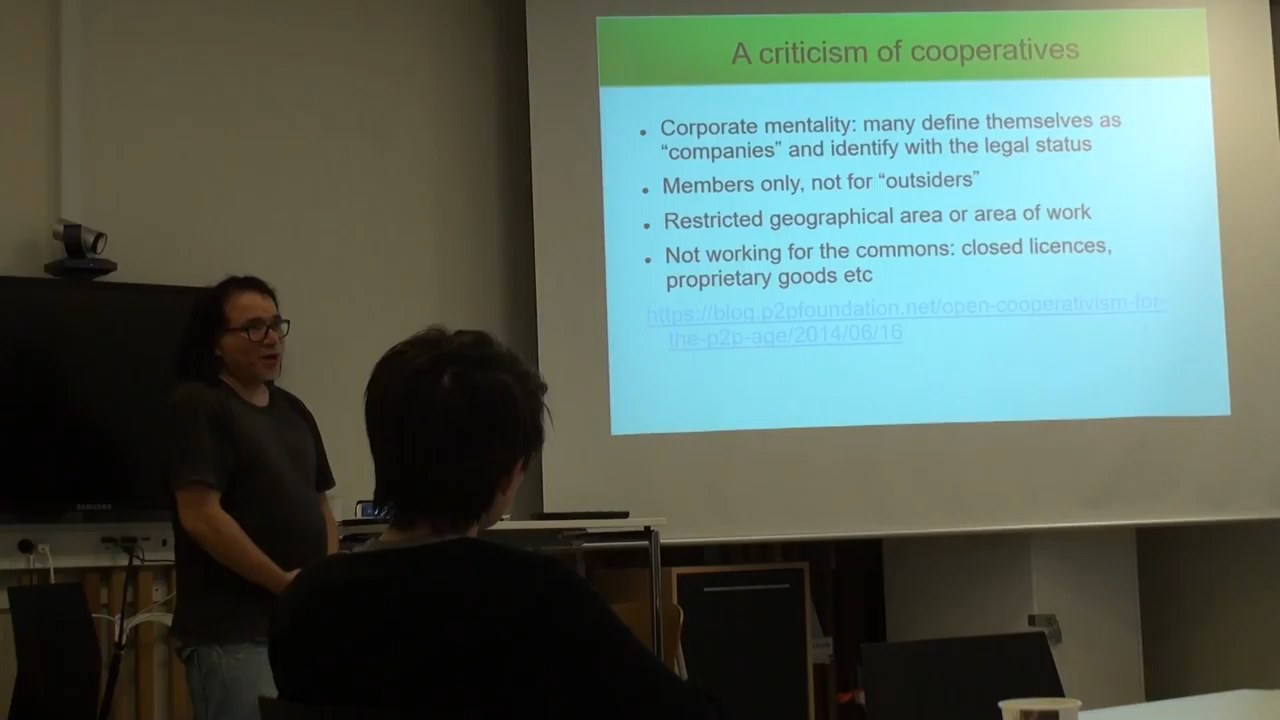 A criticism of cooperatives
• Corporate mentality: many define themselves as
“companies” and identify with the legal status
• Members only, not for “outsiders”
• Restricted geographical area or area of work
• Not working for the commons: closed licences,
proprietary goods etc
https://blog.p2pfoundation.net/open-cooperativism-for-
the-p2p-age/2014/06/16
SAMSUNG